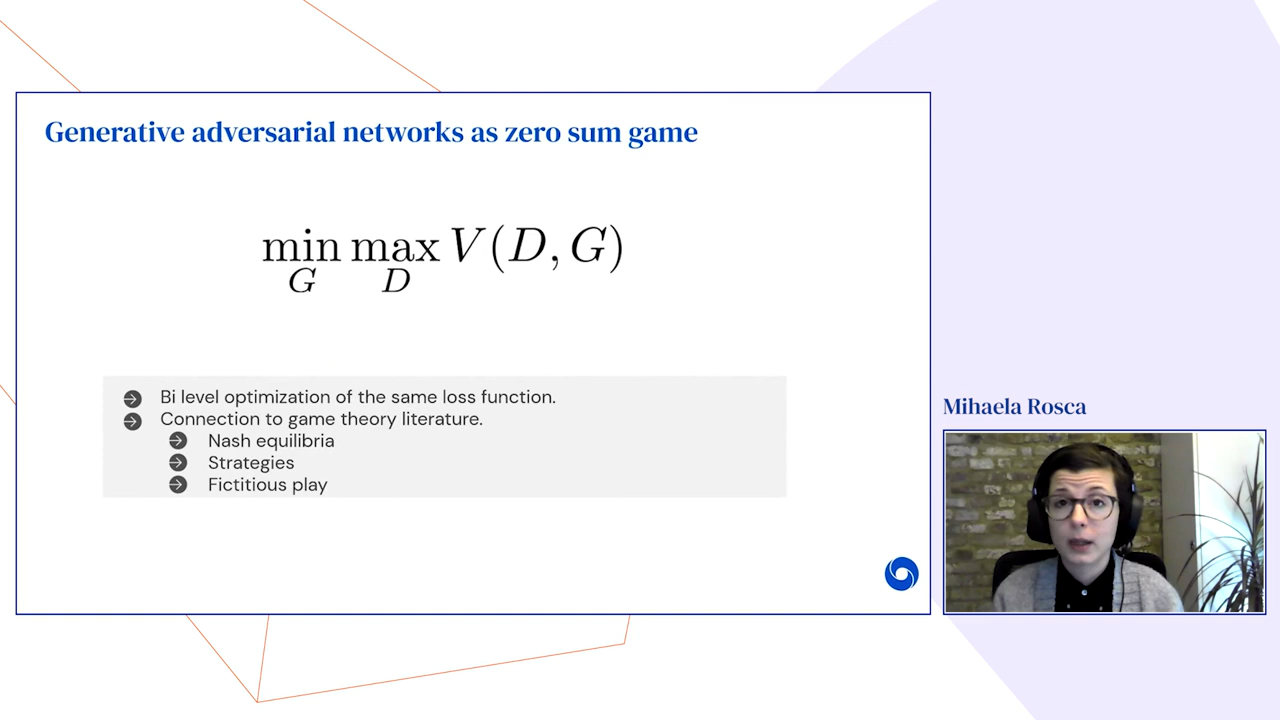 Generative adversarial networks as zero sum game
min max V(D, G)
G D
Bi level optimization of the same loss function.
Connection to game theory literature.
Nash equilibria
Strategies
Fictitious play
Mihaela Rosca